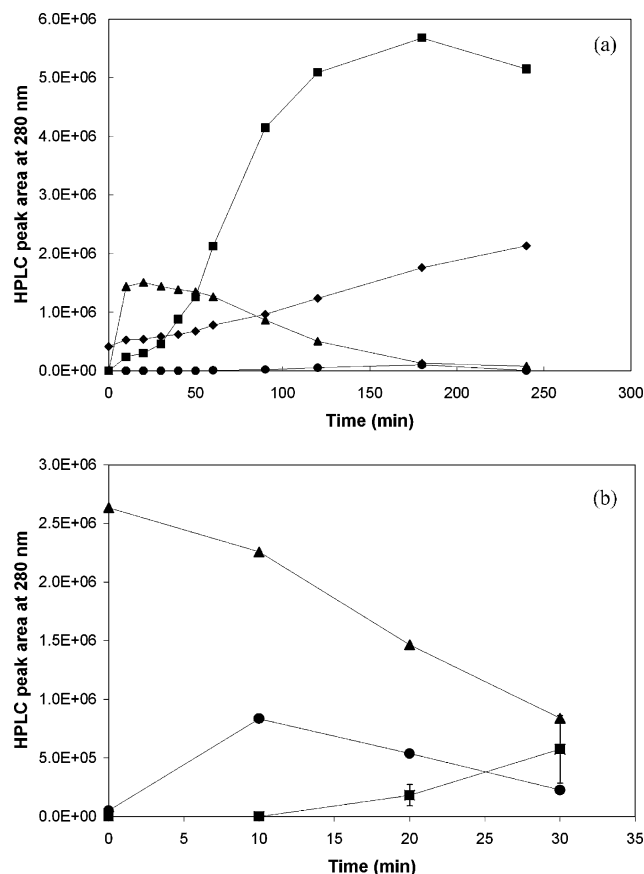 (a)
HPLC peak area at 280 nm
6.0E+06
5.0E+06
4.0E+06
3.0E+06
2.0E+06
1.0E+06
0.0E+00
0 50 100 150 200 250 300
Time (min)
(b)
HPLC peak area at 280 nm
3.0E+06
2.5E+06
2.0E+06
1.5E+06
1.0E+06
5.0E+05
0.0E+00
0 5 10 15 20 25 30 35
Time (min)